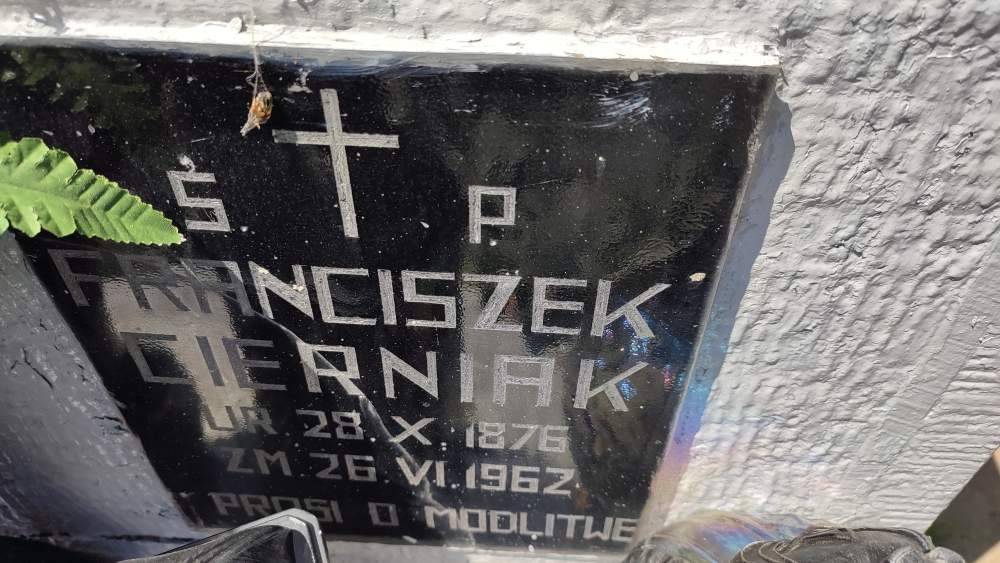 Ś P
FRANCISZEK
CIERNIAK
UR. 28. X. 1876
ZM. 26. VI. 1962
PROSI O MODLITWĘ